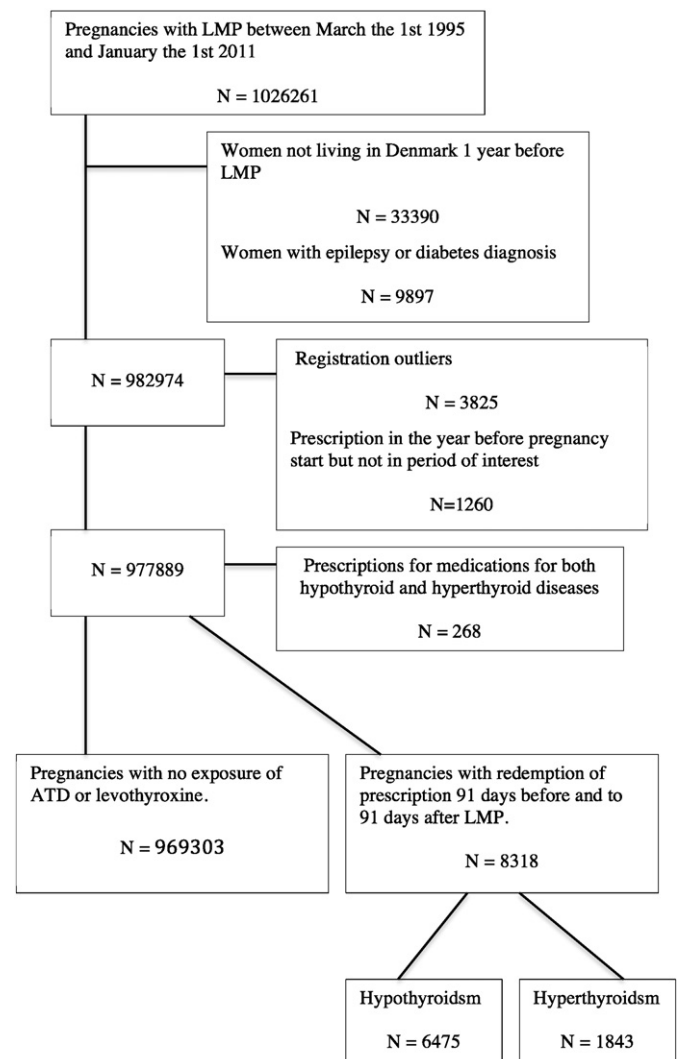 Pregnancies with LMP between March the 1st 1995
and January the 1st 2011
N = 1026261
Women not living in Denmark 1 year before
LMP
N = 33390
Women with epilepsy or diabetes diagnosis
N = 9897
N = 982974
Registration outliers
N = 3825
Prescription in the year before pregnancy
start but not in period of interest
N=1260
N = 977889
Prescriptions for medications for both
hypothyroid and hyperthyroid diseases
N = 268
Pregnancies with no exposure of
ATD or levothyroxine.
N = 969303
Pregnancies with redemption of
prescription 91 days before and to
91 days after LMP.
N = 8318
Hypothyroidsm
N = 6475
Hyperthyroidsm
N = 1843